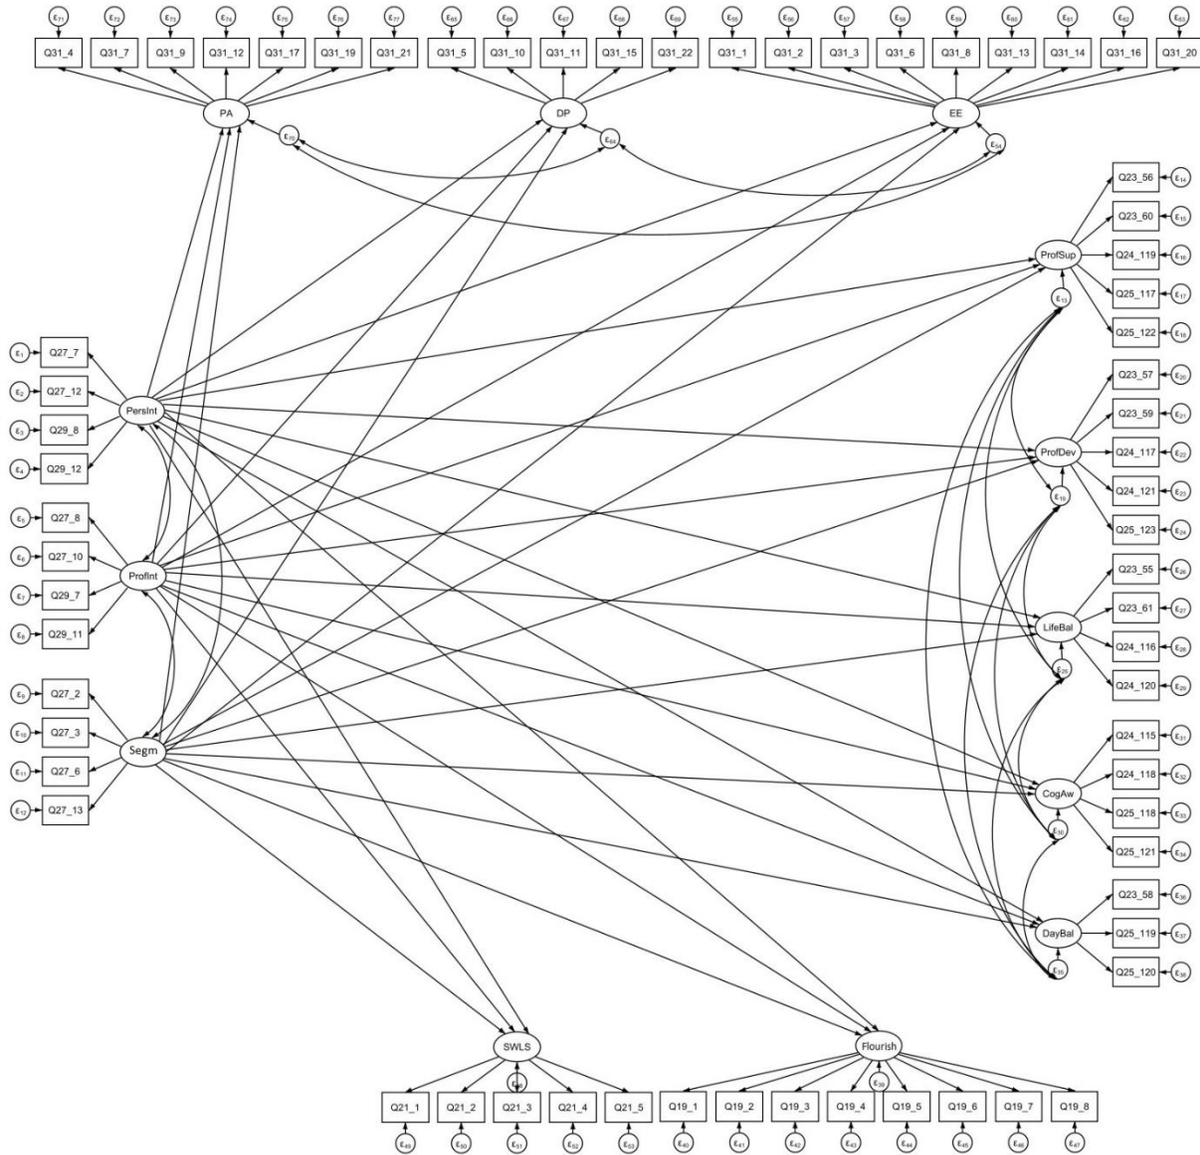 ε71 ε72 ε73 ε74 ε75 ε76 ε77 ε65 ε66 ε67 ε68 ε69 ε55 ε56 ε57 ε58 ε59 ε60 ε61 ε62 ε63
Q31_4 Q31_7 Q31_9 Q31_12 Q31_17 Q31_19 Q31_21 Q31_5 Q31_10 Q31_11 Q31_15 Q31_22 Q31_1 Q31_2 Q31_3 Q31_6 Q31_8 Q31_13 Q31_14 Q31_16 Q31_20
PA DP EE
ε70 ε64 ε54
Q23_56 ε14
Q23_60 ε15
ProfSup Q24_119 ε16
Q25_117 ε17
ε13
Q25_122 ε18
ε1 Q27_7
Q23_57 ε20
ε2 Q27_12
PersInt Q23_59 ε21
ε3 Q29_8
ProfDev Q24_117 ε22
ε4 Q29_12
Q24_121 ε23
ε19
ε5 Q27_8
Q25_123 ε24
ε6 Q27_10
Q23_55 ε26
ProfInt
ε7 Q29_7
Q23_61 ε27
LifeBal
ε8 Q29_11
Q24_116 ε28
ε25
Q24_120 ε29
ε9 Q27_2
ε10 Q27_3
Q24_115 ε31
Segm
ε11 Q27_6
Q24_118 ε32
CogAw
ε12 Q27_13
Q25_118 ε33
ε30
Q25_121 ε34
Q23_58 ε36
DayBal Q25_119 ε37
ε35 Q25_120 ε38
SWLS Flourish
ε39
Q21_1 Q21_2 Q21_3 Q21_4 Q21_5 Q19_1 Q19_2 Q19_3 Q19_4 Q19_5 Q19_6 Q19_7 Q19_8
ε49 ε50 ε51 ε52 ε53 ε40 ε41 ε42 ε43 ε44 ε45 ε46 ε47